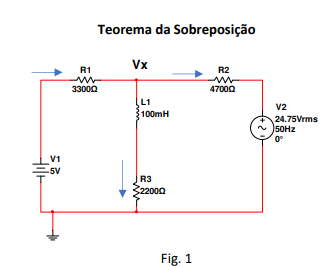 Teorema da Sobreposição
R1
3300Ω
Vx
R2
4700Ω
L1
100mH
V2
24.75Vrms
50Hz
0°
V1
5V
R3
2200Ω
Fig. 1